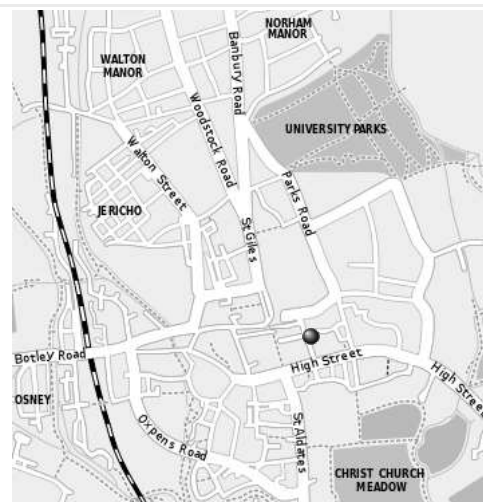 NORHAM
MANOR
WALTON
MANOR
Banbury Road
Woodstock Road
UNIVERSITY PARKS
Walton Street
Parks Road
JERICHO
St Giles
Botley Road
High Street
High Street
OSNEY
Oxpens Road
St Aldates
CHRIST CHURCH
MEADOW